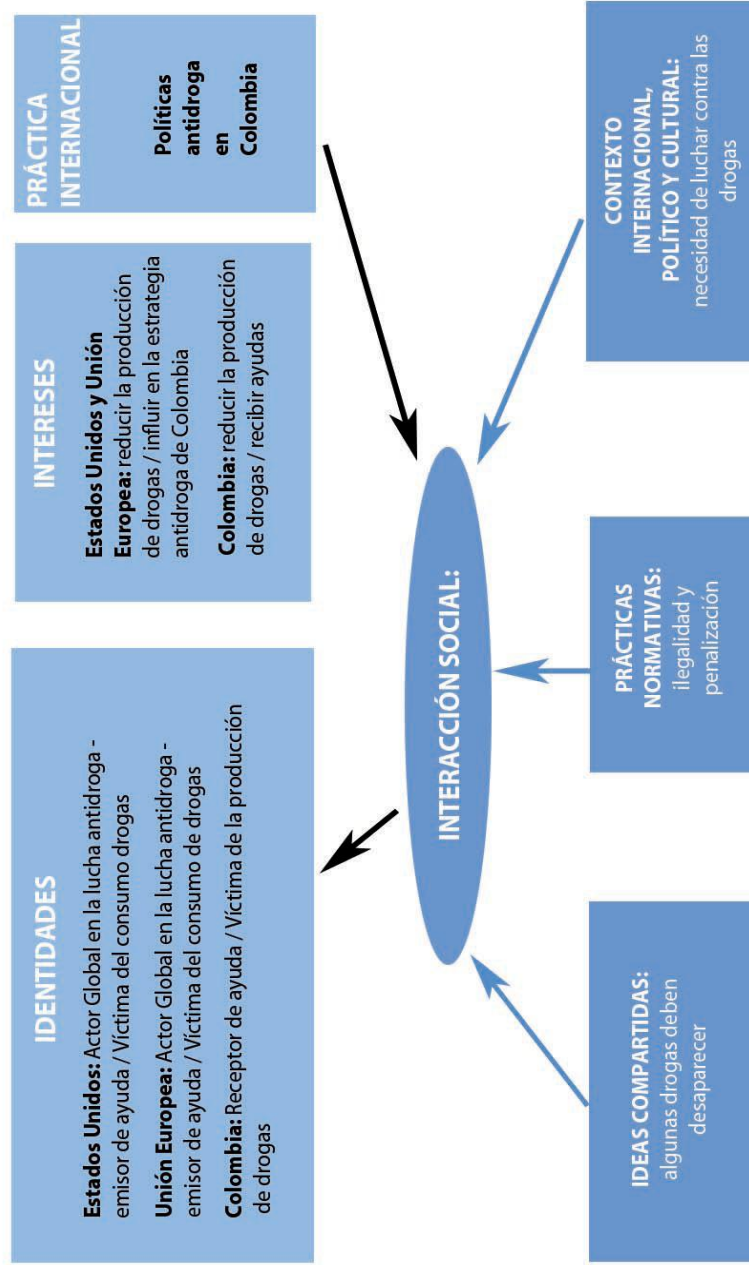 IDENTIDADES
Estados Unidos: Actor Global en la lucha antidroga -
emisor de ayuda / Víctima del consumo drogas
Unión Europea: Actor Global en la lucha antidroga -
emisor de ayuda / Víctima del consumo de drogas
Colombia: Receptor de ayuda / Víctima de la producción
de drogas
INTERESES
Estados Unidos y Unión
Europea: reducir la producción
de drogas / influir en la estrategia
antidroga de Colombia
Colombia: reducir la producción
de drogas / recibir ayudas
PRÁCTICA
INTERNACIONAL
Políticas
antidroga
en
Colombia
INTERACCIÓN SOCIAL:
IDEAS COMPARTIDAS:
algunas drogas deben
desaparecer
PRÁCTICAS
NORMATIVAS:
ilegalidad y
penalización
CONTEXTO
INTERNACIONAL,
POLÍTICO Y CULTURAL:
necesidad de luchar contra las
drogas